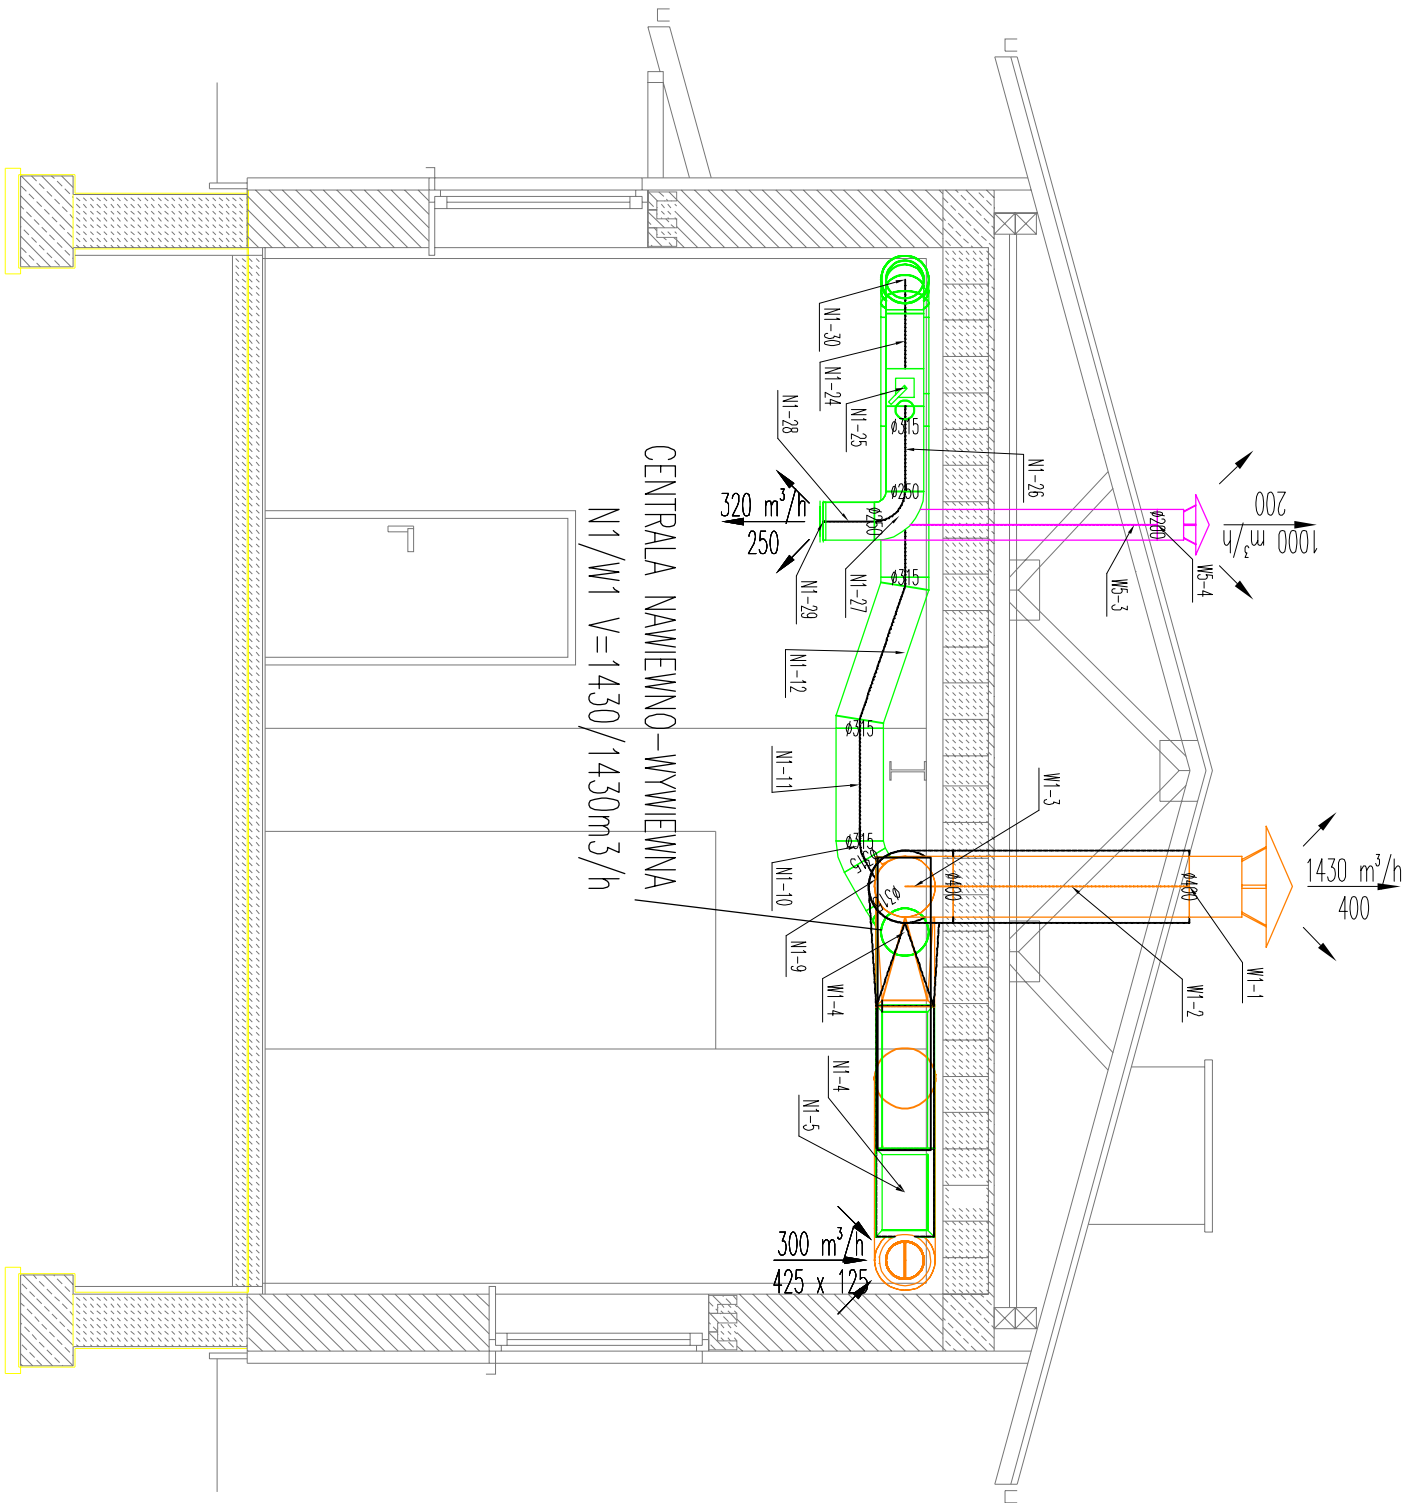 200
1000 m³/h
W5-4
W5-3
ø200
1430 m³/h
400
W1-1
W1-2
ø400
ø400
W1-3
N1-26
N1-30
N1-24
N1-25
N1-28
ø315
ø250
ø250
320 m³/h
250
N1-27
N1-29
ø315
N1-12
ø315
N1-11
ø315
ø315
ø315
N1-10
N1-9
W1-4
N1-4
N1-5
300 m³/h
425 x 125
CENTRALA NAWIEWNO-WYWIEWNA
N1/W1 V=1430/1430m3/h